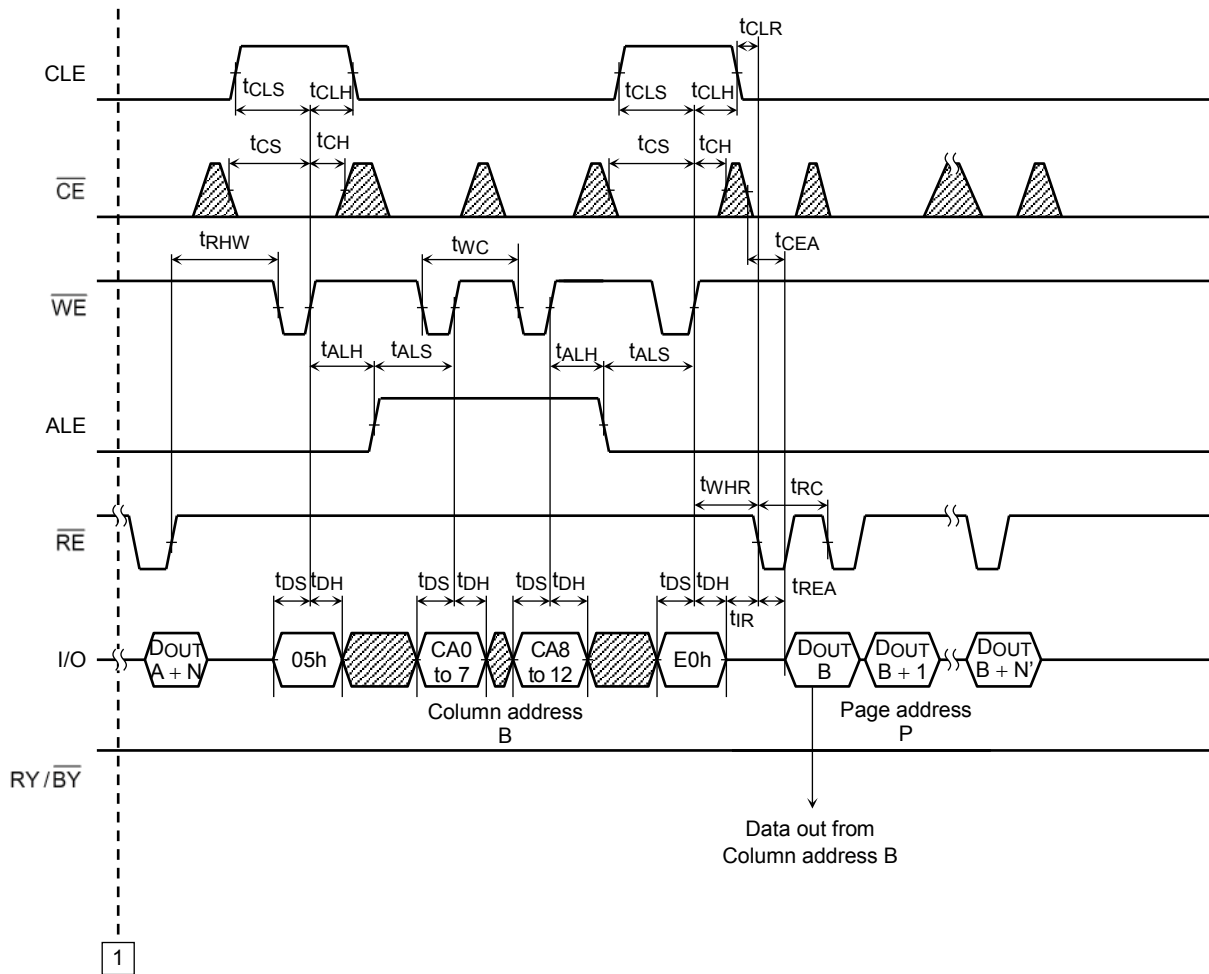 tCLR
CLE
tCLS tCLH tCLS tCLH
tCS tCH tCS tCH
CE
tCEA
tRHW tWC
WE
tALH tALS tALH tALS
ALE
tWHR tRC
RE
tDS tDH tDS tDH tDS tDH tDS tDH tREA
tIR
I/O
DOUT
A + N
05h
CA0
to 7
CA8
to 12
E0h
DOUT
B
DOUT
B + 1
DOUT
B + N’
Column address
B
Page address
P
RY / BY
Data out from
Column address B
1